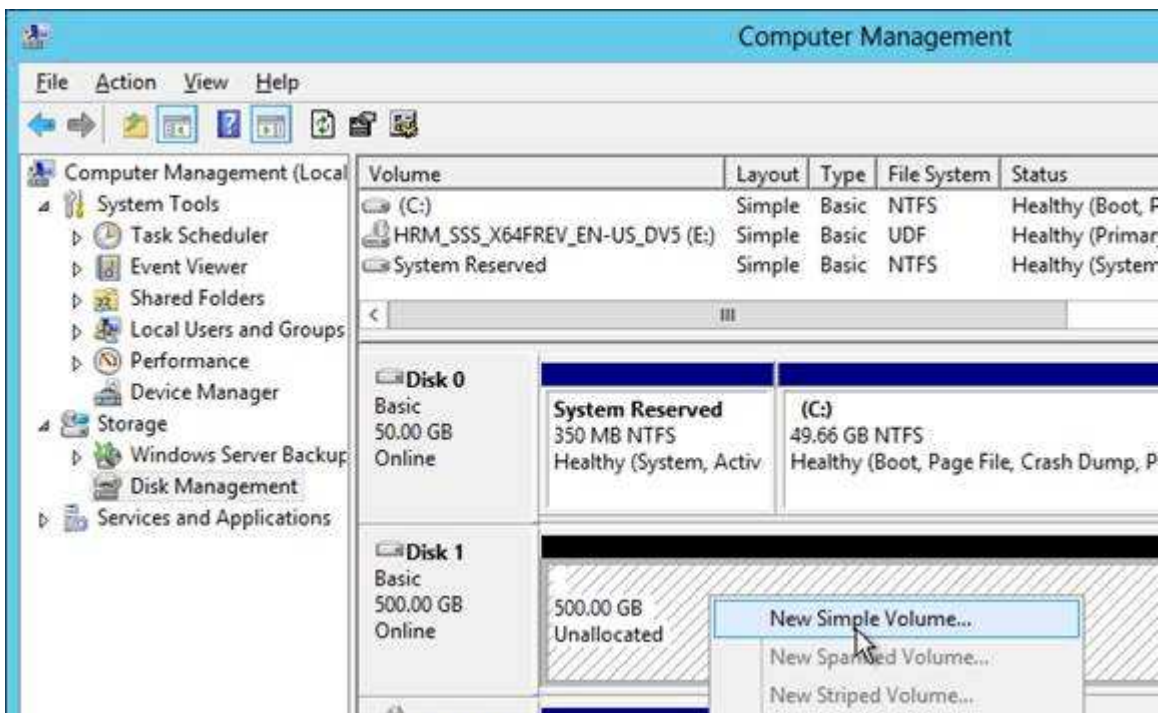 Computer Management
File Action View Help
Computer Management (Local
System Tools
Task Scheduler
Event Viewer
Shared Folders
Local Users and Groups
Performance
Device Manager
Storage
Windows Server Backup
Disk Management
Services and Applications
Volume Layout Type File System Status
(C:) Simple Basic NTFS Healthy (Boot, P
HRM_SSS_X64FREV_EN-US_DV5 (E:) Simple Basic UDF Healthy (Primar
System Reserved Simple Basic NTFS Healthy (System
Disk 0
Basic
50.00 GB
Online
System Reserved
350 MB NTFS
Healthy (System, Activ
(C:)
49.66 GB NTFS
Healthy (Boot, Page File, Crash Dump, P
Disk 1
Basic
500.00 GB
Online
500.00 GB
Unallocated
New Simple Volume...
New Spanned Volume...
New Striped Volume...